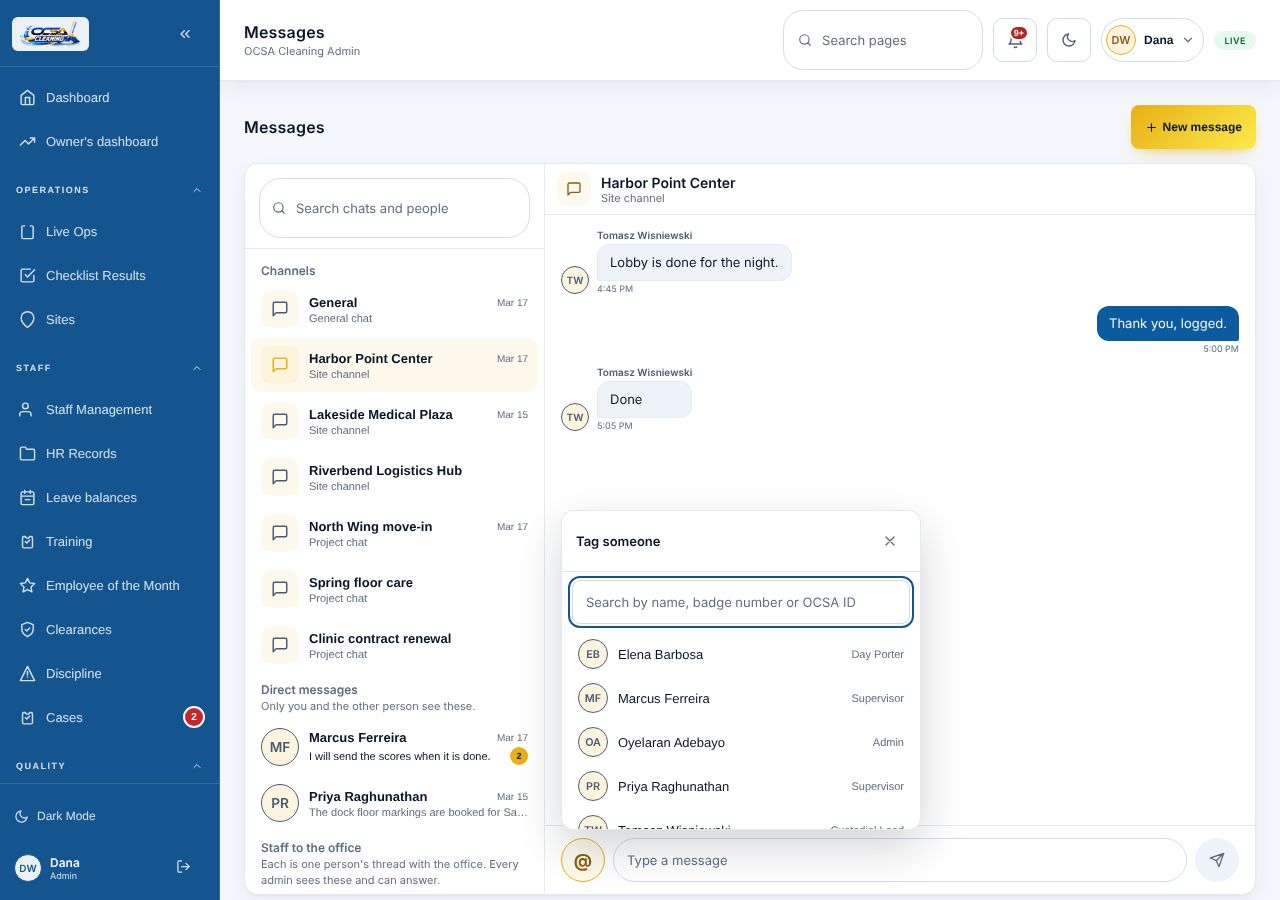 OCSA
CLEANING
Dashboard
Owner's dashboard
OPERATIONS
Live Ops
Checklist Results
Sites
STAFF
Staff Management
HR Records
Leave balances
Training
Employee of the Month
Clearances
Discipline
Cases
2
QUALITY
Dark Mode
DW
Dana
Admin
Messages
OCSA Cleaning Admin
Search pages
9+
DW
Dana
LIVE
Messages
+ New message
Search chats and people
Channels
General
Mar 17
General chat
Harbor Point Center
Mar 17
Site channel
Lakeside Medical Plaza
Mar 15
Site channel
Riverbend Logistics Hub
Site channel
North Wing move-in
Mar 17
Project chat
Spring floor care
Project chat
Clinic contract renewal
Project chat
Direct messages
Only you and the other person see these.
MF
Marcus Ferreira
Mar 17
I will send the scores when it is done.
2
PR
Priya Raghunathan
Mar 15
The dock floor markings are booked for Sa…
Staff to the office
Each is one person's thread with the office. Every
admin sees these and can answer.
Harbor Point Center
Site channel
Tomasz Wisniewski
TW
Lobby is done for the night.
4:45 PM
Thank you, logged.
5:00 PM
Tomasz Wisniewski
TW
Done
5:05 PM
Tag someone
Search by name, badge number or OCSA ID
EB
Elena Barbosa
Day Porter
MF
Marcus Ferreira
Supervisor
OA
Oyelaran Adebayo
Admin
PR
Priya Raghunathan
Supervisor
TW
Tomasz Wisniewski
Custodial Lead
@
Type a message